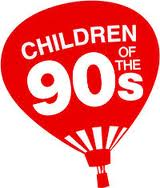 CHILDREN
OF THE
90s